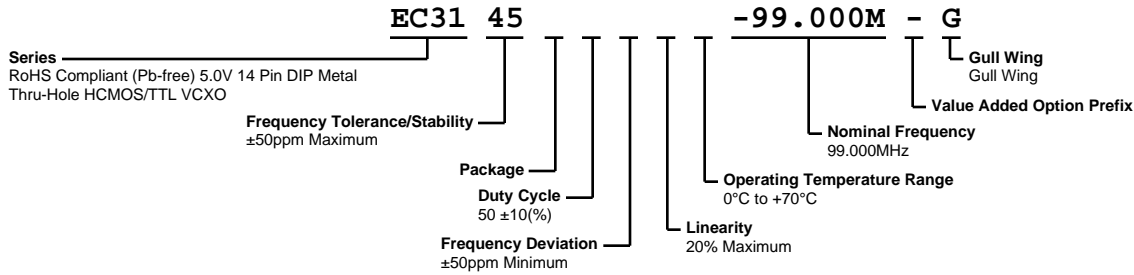 EC31 45 -99.000M - G
Series
RoHS Compliant (Pb-free) 5.0V 14 Pin DIP Metal
Thru-Hole HCMOS/TTL VCXO
Frequency Tolerance/Stability
±50ppm Maximum
Package
Duty Cycle
50 ±10(%)
Frequency Deviation
±50ppm Minimum
Gull Wing
Gull Wing
Value Added Option Prefix
Nominal Frequency
99.000MHz
Operating Temperature Range
0°C to +70°C
Linearity
20% Maximum